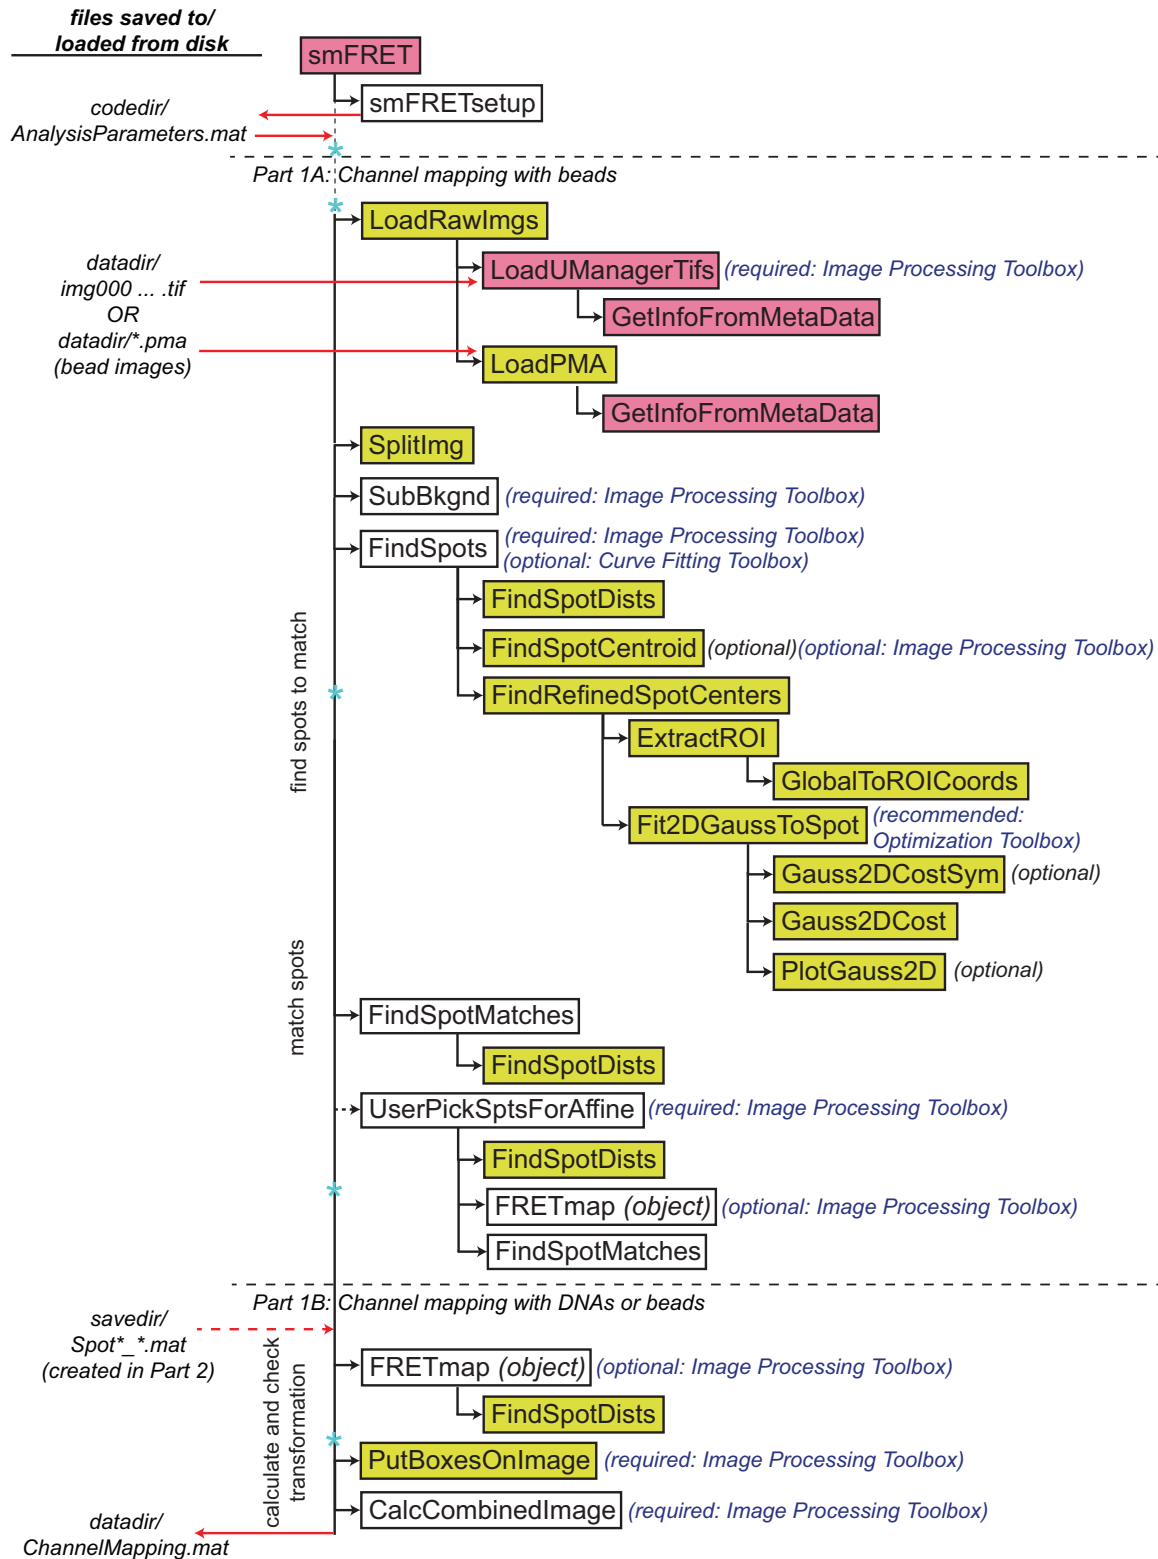 files saved to/
loaded from disk
smFRET
smFRETsetup
codedir/
AnalysisParameters.mat
*
Part 1A: Channel mapping with beads
*
LoadRawImgs
datadir/
img000 ... .tif
OR
datadir/*.pma
(bead images)
LoadUManagerTifs (required: Image Processing Toolbox)
GetInfoFromMetaData
LoadPMA
GetInfoFromMetaData
SplitImg
SubBkgnd (required: Image Processing Toolbox)
FindSpots (required: Image Processing Toolbox)
(optional: Curve Fitting Toolbox)
FindSpotDists
FindSpotCentroid (optional)(optional: Image Processing Toolbox)
find spots to match
*
FindRefinedSpotCenters
ExtractROI
GlobalToROICoords
Fit2DGaussToSpot (recommended:
Optimization Toolbox)
Gauss2DCostSym (optional)
Gauss2DCost
PlotGauss2D (optional)
match spots
FindSpotMatches
FindSpotDists
UserPickSptsForAffine (required: Image Processing Toolbox)
FindSpotDists
*
FRETmap (object) (optional: Image Processing Toolbox)
FindSpotMatches
Part 1B: Channel mapping with DNAs or beads
savedir/
Spot*_*.mat
(created in Part 2)
calculate and check
transformation
FRETmap (object) (optional: Image Processing Toolbox)
FindSpotDists
*
PutBoxesOnImage (required: Image Processing Toolbox)
CalcCombinedImage (required: Image Processing Toolbox)
datadir/
ChannelMapping.mat